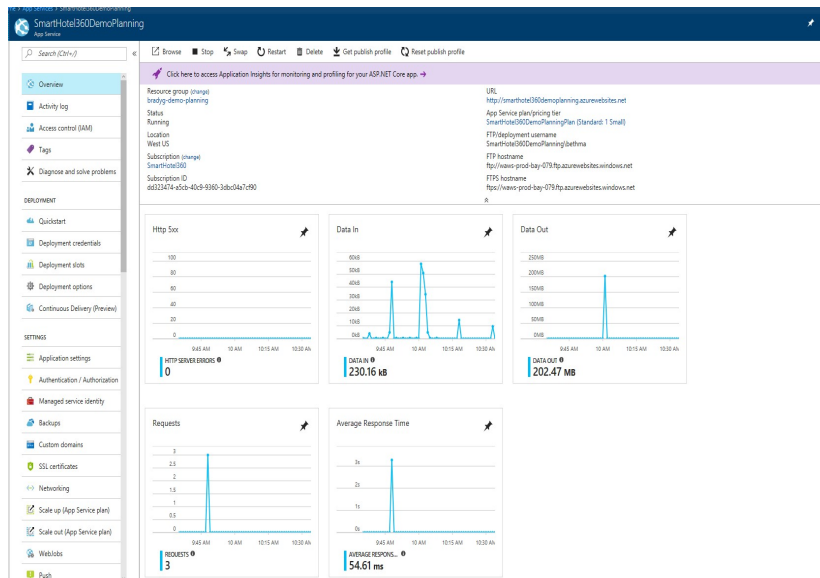 App Services > SmartHotel360DemoPlanning
SmartHotel360DemoPlanning
App Service
Search (Ctrl+/)
Overview
Activity log
Access control (IAM)
Tags
Diagnose and solve problems
DEPLOYMENT
Quickstart
Deployment credentials
Deployment slots
Deployment options
Continuous Delivery (Preview)
SETTINGS
Application settings
Authentication / Authorization
Managed service identity
Backups
Custom domains
SSL certificates
Networking
Scale up (App Service plan)
Scale out (App Service plan)
WebJobs
Push
Browse Stop Swap Restart Delete Get publish profile Reset publish profile
Click here to access Application Insights for monitoring and profiling for your ASP.NET Core app. →
Resource group (change)
bradyg-demo-planning
Status
Running
Location
West US
Subscription (change)
SmartHotel360
Subscription ID
dd323474-a5cb-40c9-9360-3dbc04a7cf90
URL
http://smarthotel360demoplanning.azurewebsites.net
App Service plan/pricing tier
SmartHotel360DemoPlanningPlan (Standard: 1 Small)
FTP/deployment username
SmartHotel360DemoPlanning\bethma
FTP hostname
ftp://waws-prod-bay-079.ftp.azurewebsites.windows.net
FTPS hostname
ftps://waws-prod-bay-079.ftp.azurewebsites.windows.net
Http 5xx
100
80
60
40
20
0
9:45 AM 10 AM 10:15 AM 10:30 AM
HTTP SERVER ERRORS
0
Data In
60kB
50kB
40kB
30kB
20kB
10kB
0kB
9:45 AM 10 AM 10:15 AM 10:30 AM
DATA IN
230.16 kB
Data Out
250MB
200MB
150MB
100MB
50MB
0MB
9:45 AM 10 AM 10:15 AM 10:30 AM
DATA OUT
202.47 MB
Requests
3
2.5
2
1.5
1
0.5
0
9:45 AM 10 AM 10:15 AM 10:30 AM
REQUESTS
3
Average Response Time
3s
2s
1s
0s
9:45 AM 10 AM 10:15 AM 10:30 AM
AVERAGE RESPONS...
54.61 ms